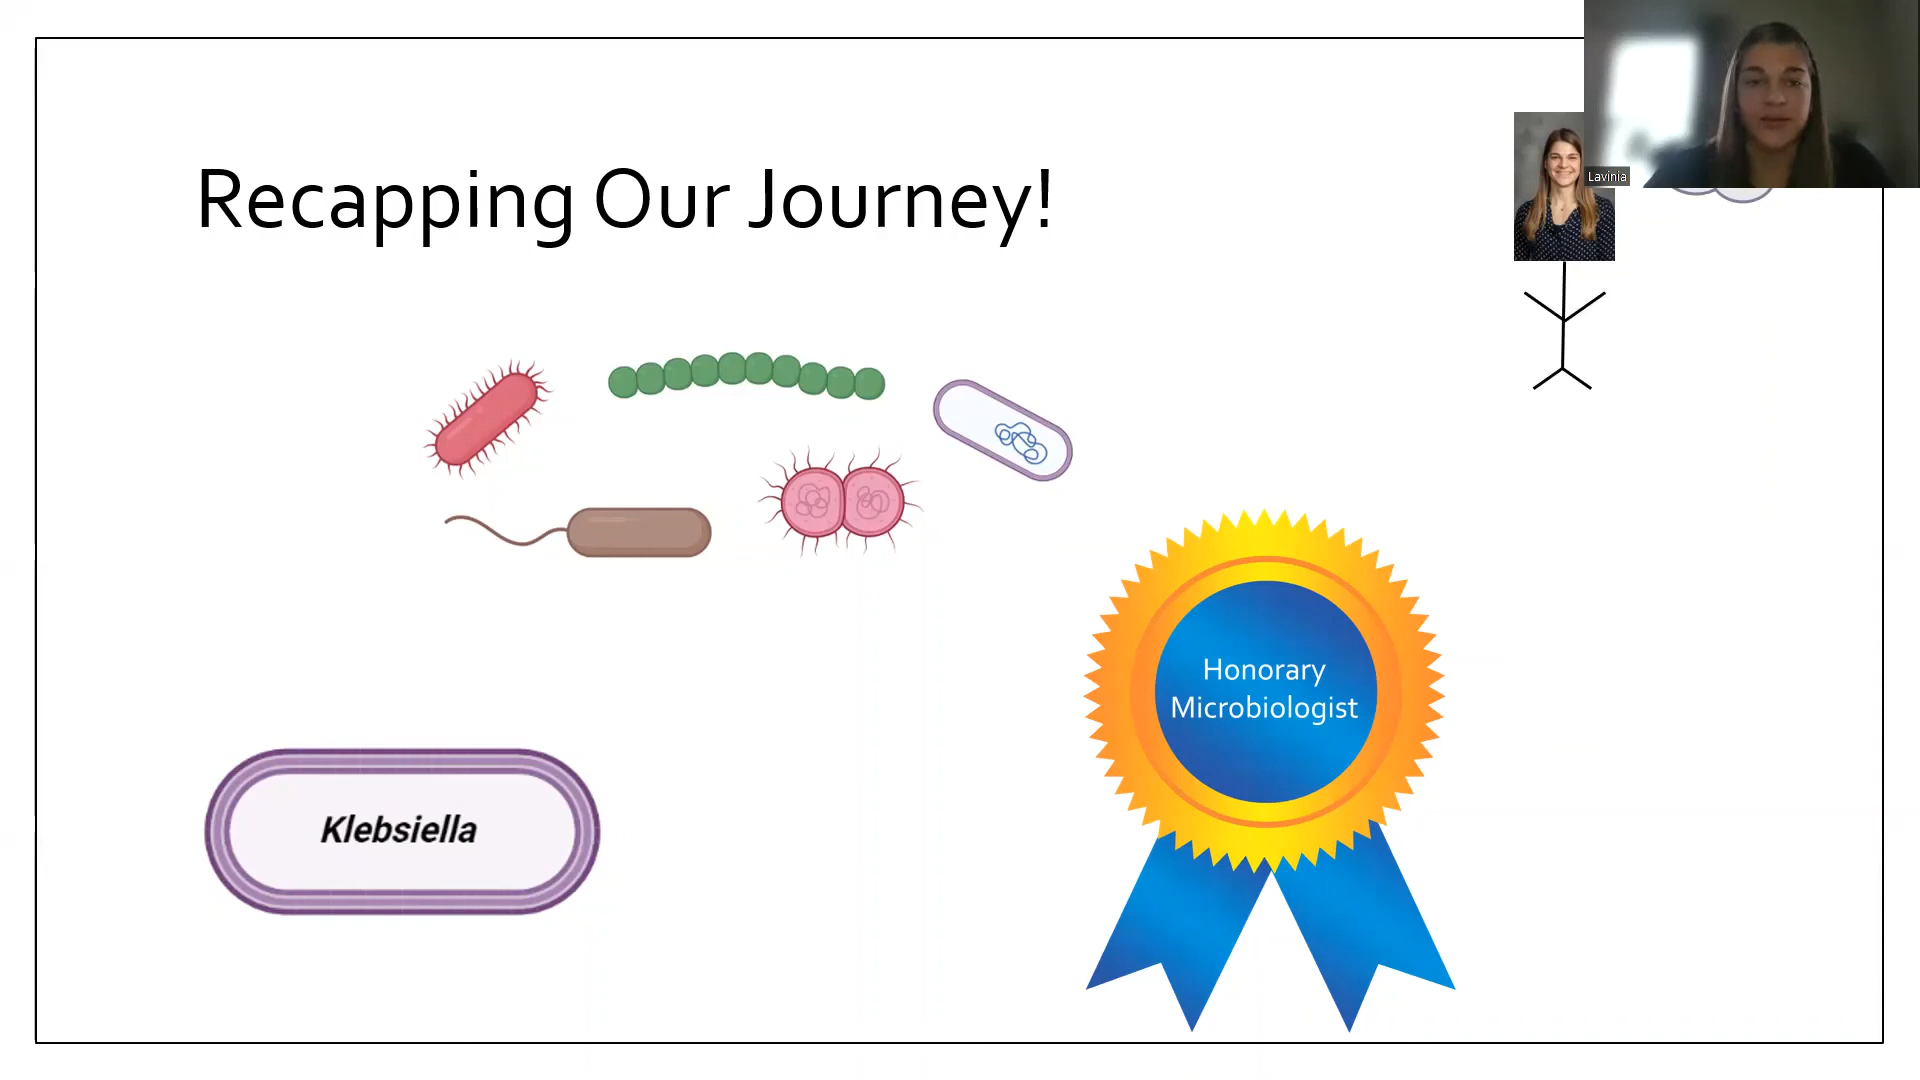 Recapping Our Journey!
Lavinia
Honorary
Microbiologist
Klebsiella